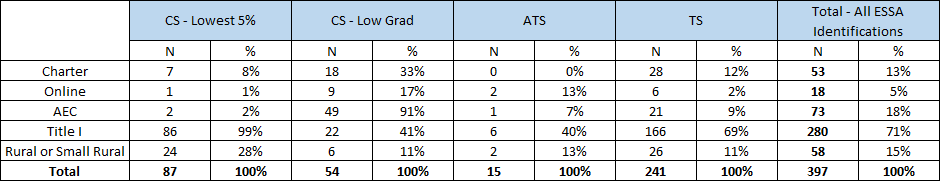 CS - Lowest 5% CS - Low Grad ATS TS Total - All ESSA
Identifications
N % N % N % N % N %
Charter 7 8% 18 33% 0 0% 28 12% 53 13%
Online 1 1% 9 17% 2 13% 6 2% 18 5%
AEC 2 2% 49 91% 1 7% 21 9% 73 18%
Title I 86 99% 22 41% 6 40% 166 69% 280 71%
Rural or Small Rural 24 28% 6 11% 2 13% 26 11% 58 15%
Total 87 100% 54 100% 15 100% 241 100% 397 100%